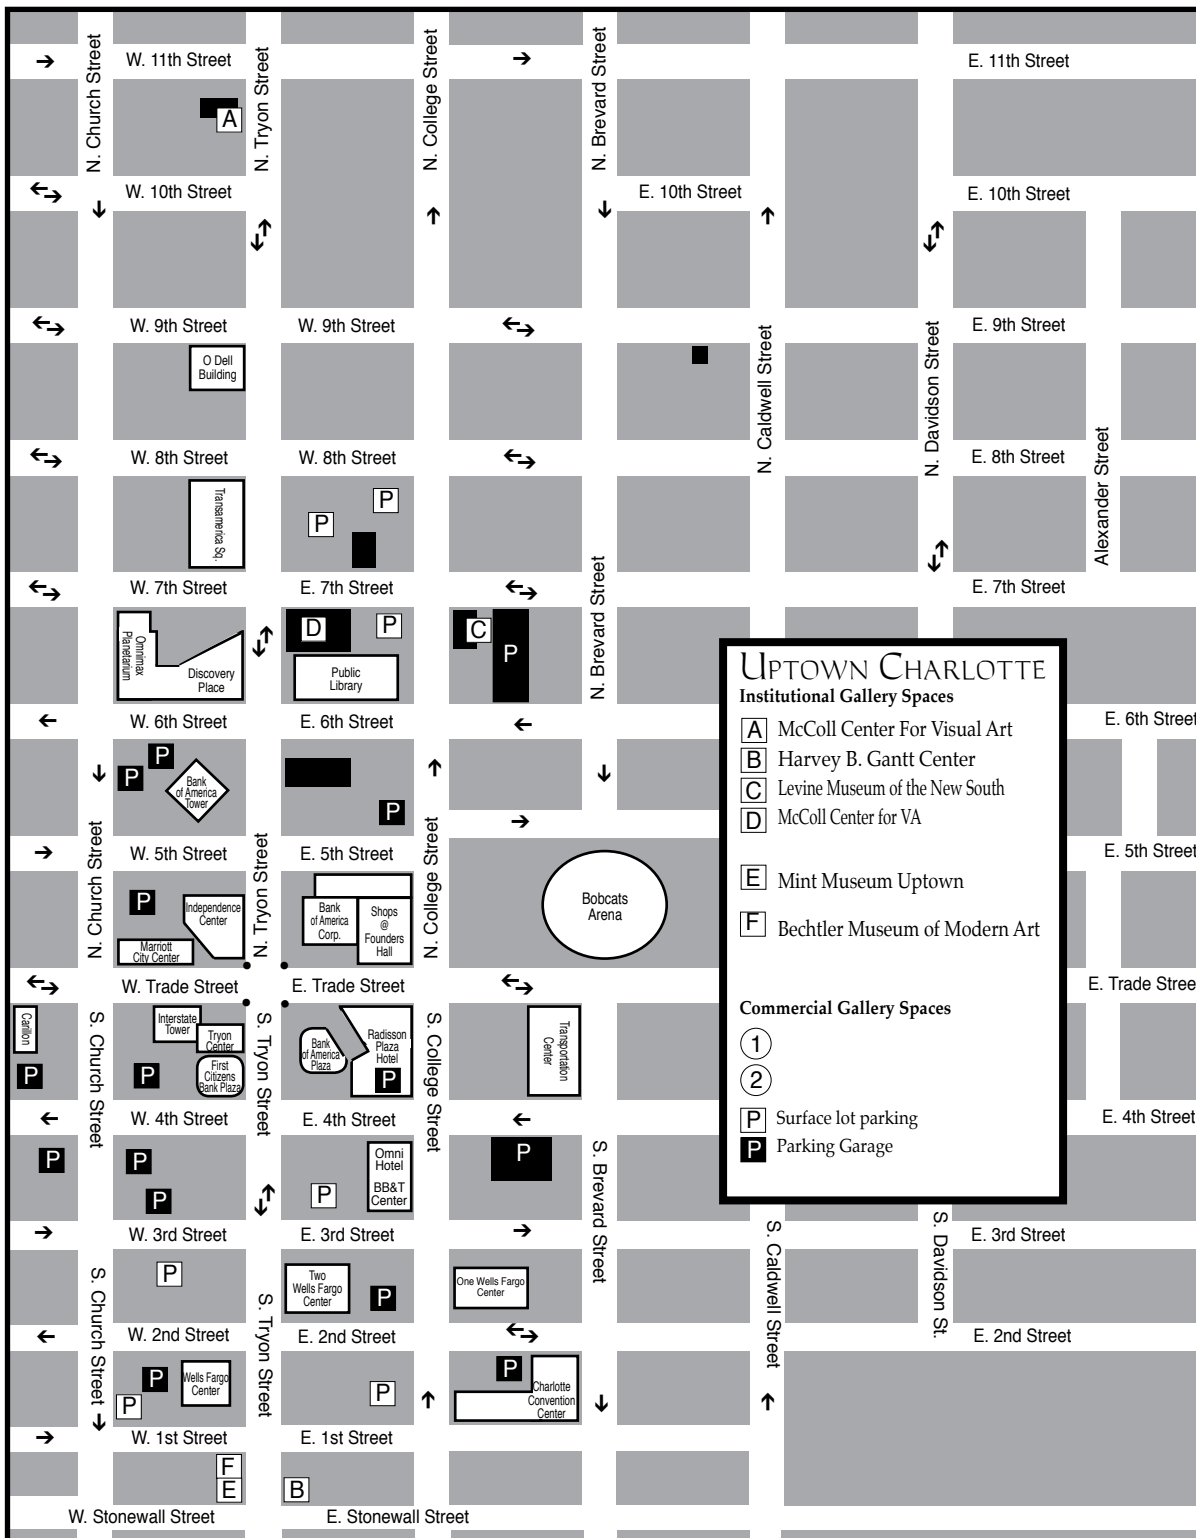 N. Church Street
N. Tryon Street
N. College Street
N. Brevard Street
W. 11th Street
E. 11th Street
A
W. 10th Street
E. 10th Street
E. 10th Street
W. 9th Street
W. 9th Street
E. 9th Street
N. Caldwell Street
N. Davidson Street
O Dell
Building
W. 8th Street
W. 8th Street
E. 8th Street
Alexander Street
Transamerica Sq.
P
P
W. 7th Street
E. 7th Street
E. 7th Street
N. Brevard Street
Omnimax
Planetarium
Discovery
Place
D
P
Public
Library
C
P
W. 6th Street
E. 6th Street
E. 6th Street
P
P
Bank
of America
Tower
P
N. Church Street
N. Tryon Street
N. College Street
W. 5th Street
E. 5th Street
E. 5th Street
P
Independence
Center
Marriott
City Center
Bank
of America
Corp.
Shops
@
Founders
Hall
Bobcats
Arena
W. Trade Street
E. Trade Street
E. Trade Stree
Carillon
P
S. Church Street
Interstate
Tower
Tryon
Center
P
First
Citizens
Bank Plaza
S. Tryon Street
Bank
of America
Plaza
Radisson
Plaza
Hotel
P
S. College Street
Transportation
Center
W. 4th Street
E. 4th Street
E. 4th Street
P
P
P
P
Omni
Hotel
BB&T
Center
P
S. Brevard Street
W. 3rd Street
E. 3rd Street
E. 3rd Street
S. Church Street
P
S. Tryon Street
Two
Wells Fargo
Center
P
One Wells Fargo
Center
S. Caldwell Street
S. Davidson St.
W. 2nd Street
E. 2nd Street
E. 2nd Street
P
P
Wells Fargo
Center
P
P
Charlotte
Convention
Center
W. 1st Street
E. 1st Street
F
E
B
W. Stonewall Street
E. Stonewall Street
UPTOWN CHARLOTTE
Institutional Gallery Spaces
A McColl Center For Visual Art
B Harvey B. Gantt Center
C Levine Museum of the New South
D McColl Center for VA
E Mint Museum Uptown
F Bechtler Museum of Modern Art
Commercial Gallery Spaces
1
2
P Surface lot parking
P Parking Garage